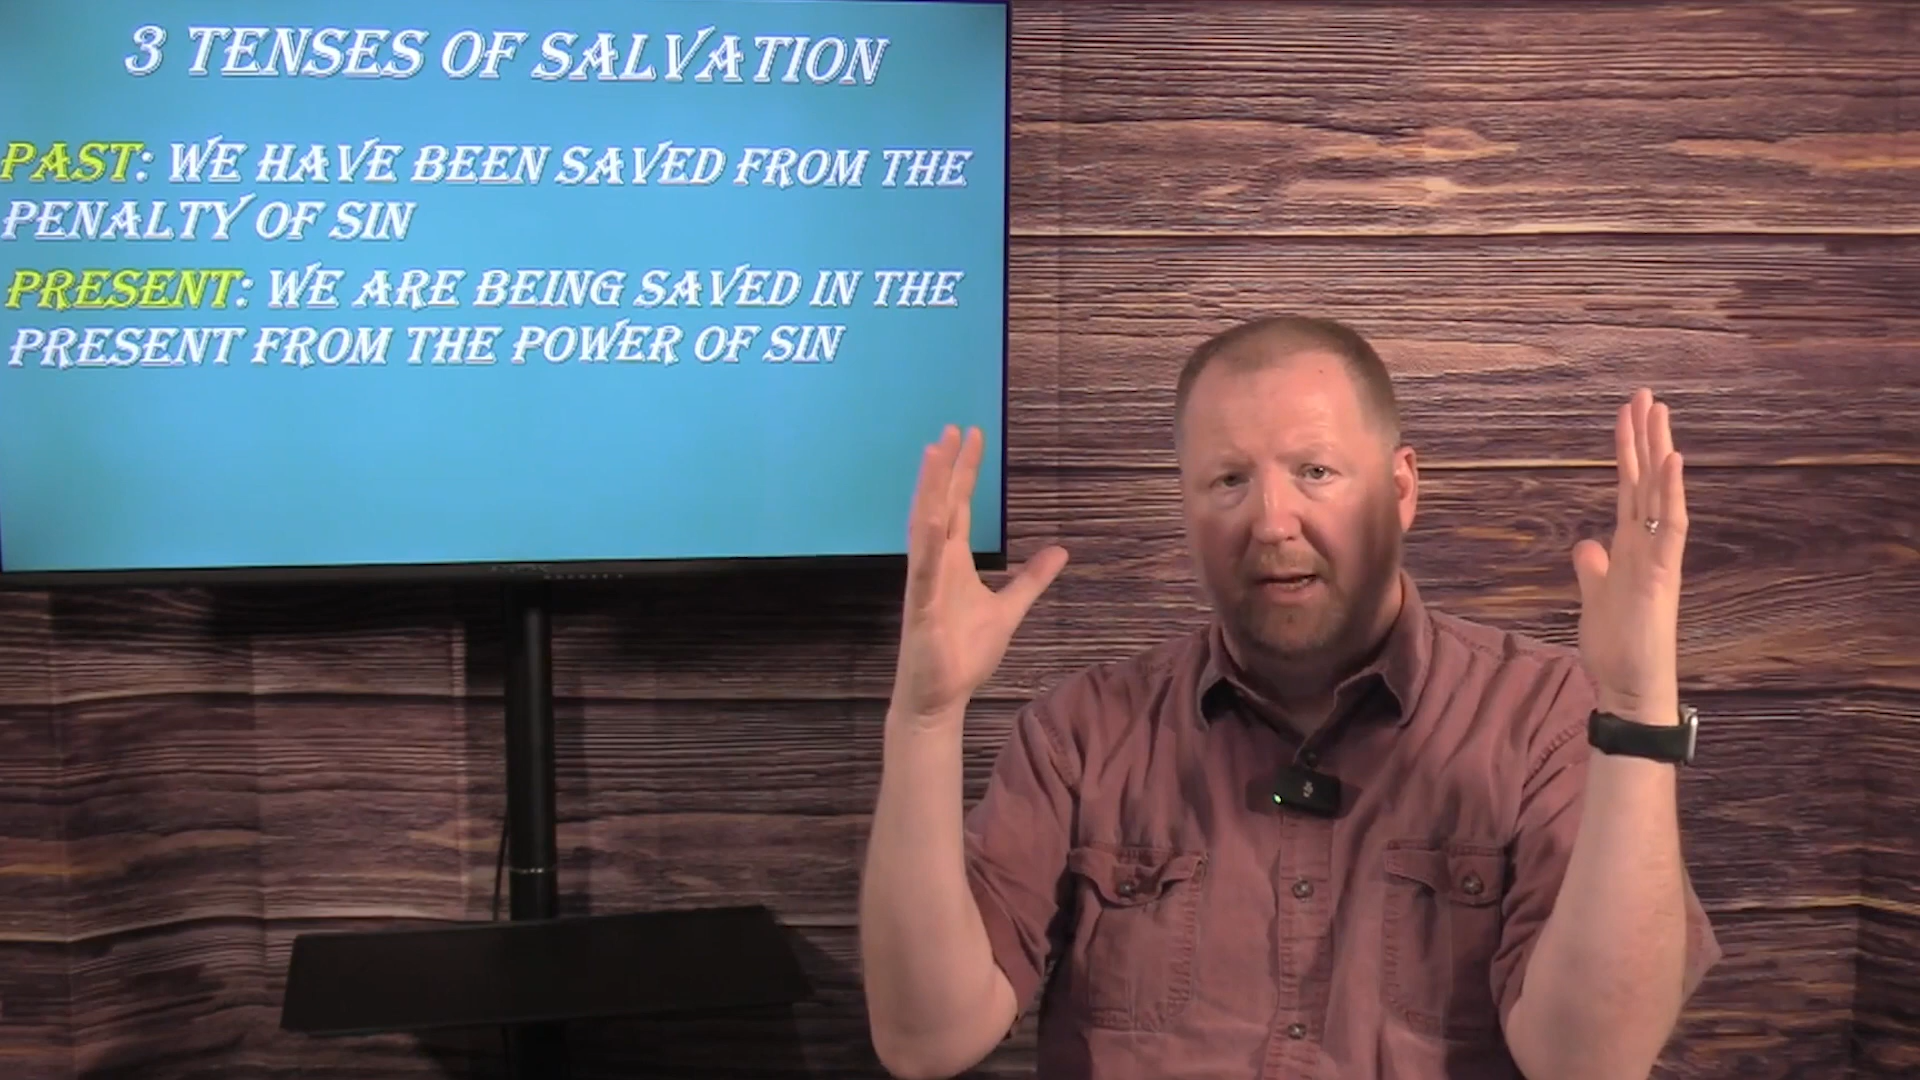 3 TENSES OF SALVATION
PAST: WE HAVE BEEN SAVED FROM THE
PENALTY OF SIN
PRESENT: WE ARE BEING SAVED IN THE
PRESENT FROM THE POWER OF SIN